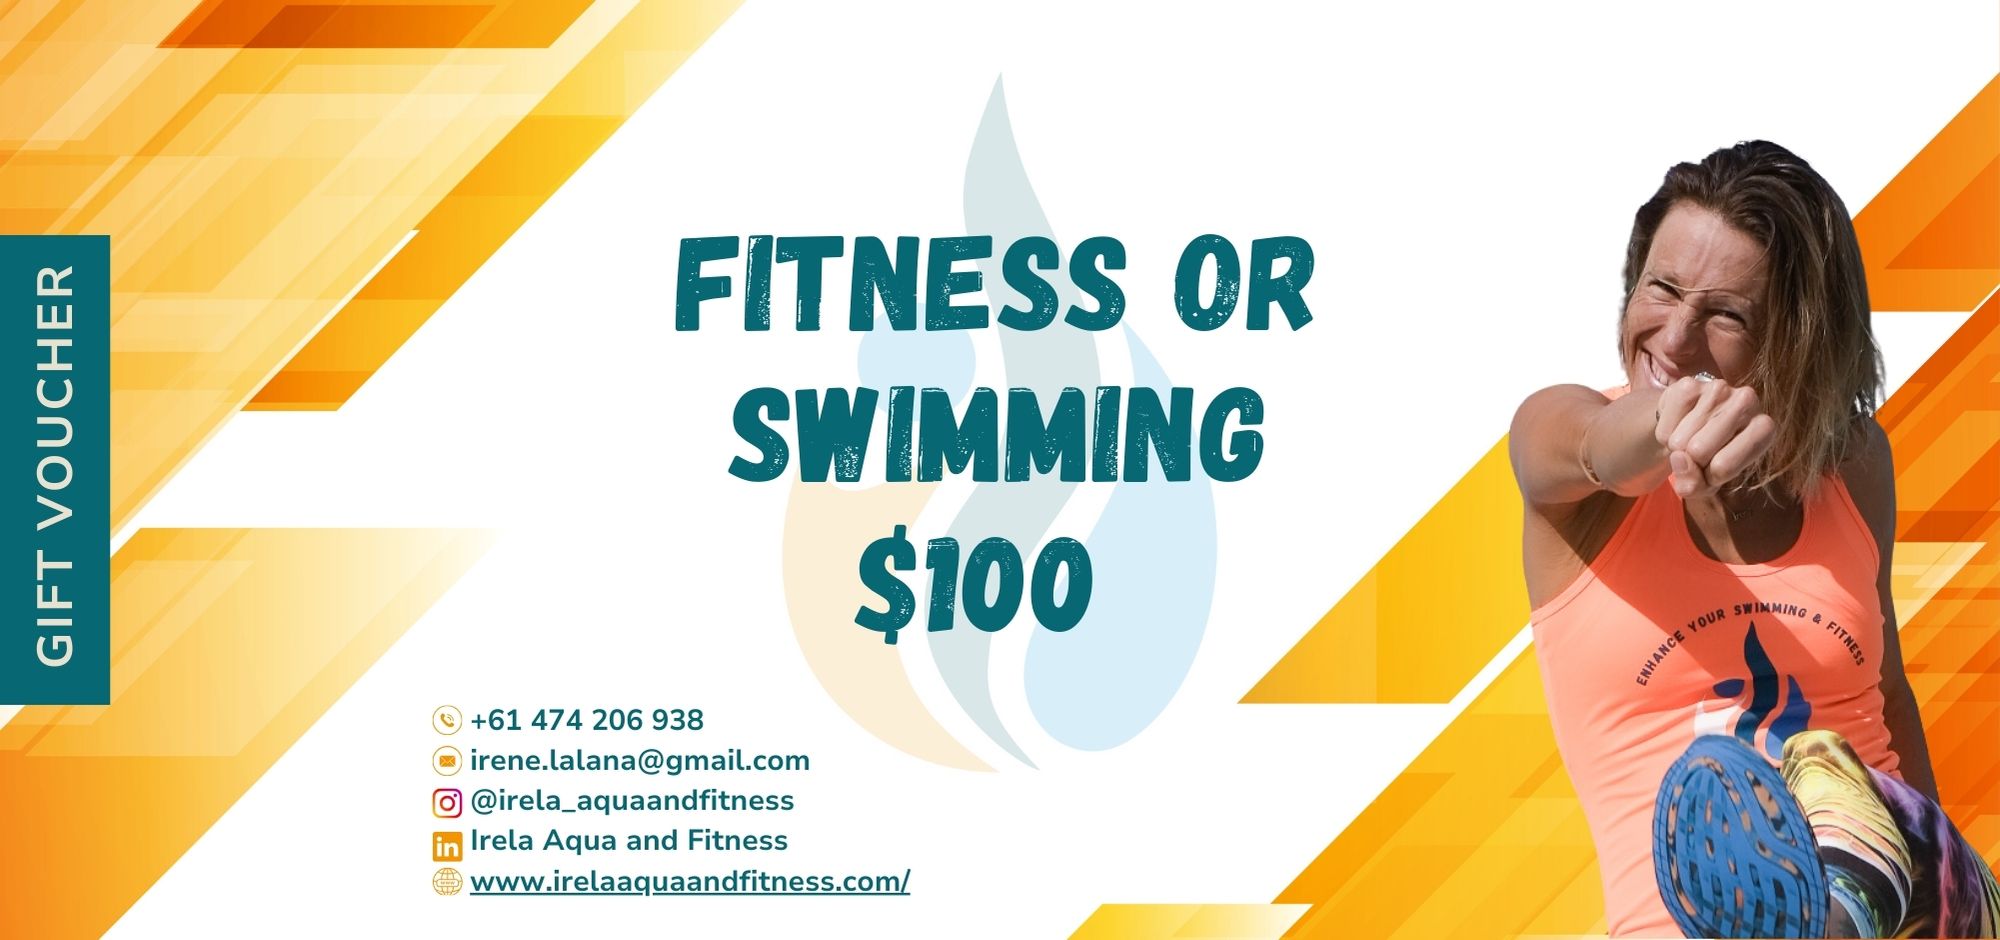 GIFT VOUCHER
FITNESS OR
SWIMMING
$100
+61 474 206 938
irene.lalana@gmail.com
@irela_aquaandfitness
Irela Aqua and Fitness
www.irelaaquaandfitness.com/
ENHANCE YOUR SWIMMING & FITNESS